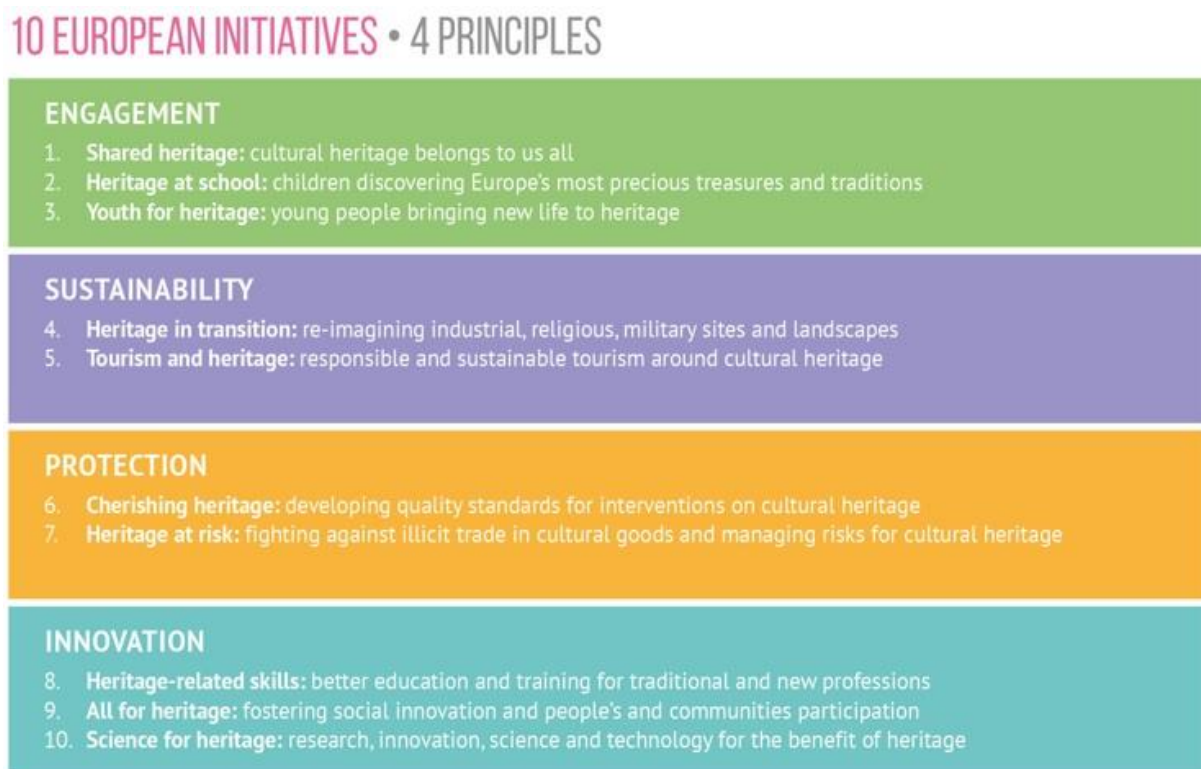 10 EUROPEAN INITIATIVES • 4 PRINCIPLES
ENGAGEMENT
1. Shared heritage: cultural heritage belongs to us all
2. Heritage at school: children discovering Europe's most precious treasures and traditions
3. Youth for heritage: young people bringing new life to heritage
SUSTAINABILITY
4. Heritage in transition: re-imagining industrial, religious, military sites and landscapes
5. Tourism and heritage: responsible and sustainable tourism around cultural heritage
PROTECTION
6. Cherishing heritage: developing quality standards for interventions on cultural heritage
7. Heritage at risk: fighting against illicit trade in cultural goods and managing risks for cultural heritage
INNOVATION
8. Heritage-related skills: better education and training for traditional and new professions
9. All for heritage: fostering social innovation and people's and communities participation
10. Science for heritage: research, innovation, science and technology for the benefit of heritage